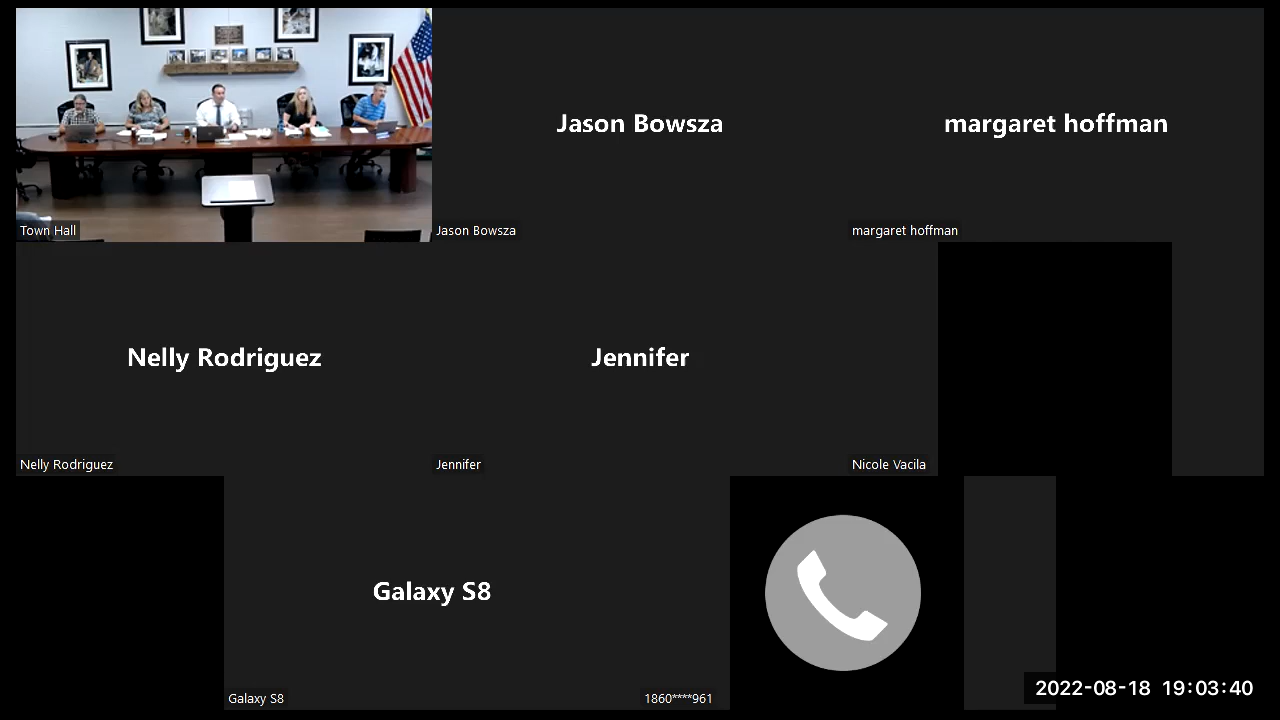 Town Hall
Jason Bowsza
Jason Bowsza
margaret hoffman
margaret hoffman
Nelly Rodriguez
Nelly Rodriguez
Jennifer
Jennifer
Nicole Vacila
Galaxy S8
Galaxy S8
1860****961
2022-08-18 19:03:40